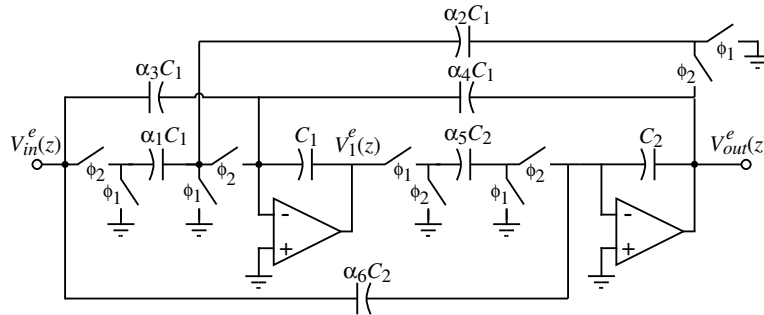 α2C1
ϕ1
ϕ2
α3C1
α4C1
V^e_in(z)
ϕ2
α1C1
ϕ1
ϕ1
ϕ2
C1
V^e_1(z)
ϕ1
α5C2
ϕ2
ϕ1
ϕ2
C2
V^e_out(z
-
+
-
+
α6C2